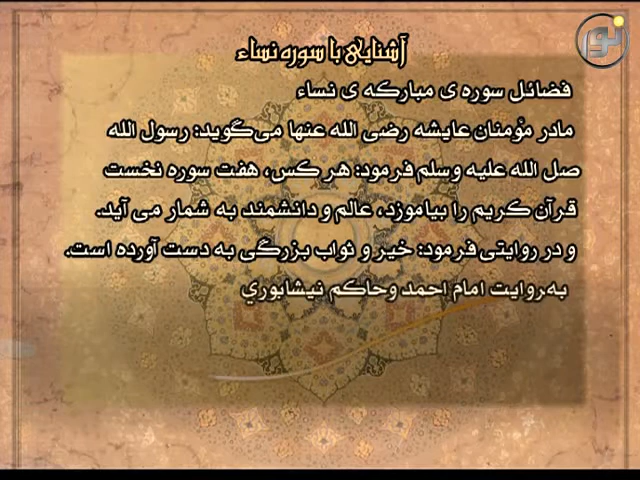 نور
آشنایی با سوره نساء
فضائل سوره ی مبارکه ی نساء
مادر مؤمنان عایشه رضی الله عنها می‌گوید: رسول الله
صل الله علیه وسلم فرمود: هر کس، هفت سوره نخست
قرآن کریم را بیاموزد، عالم و دانشمند به شمار می آید.
و در روایتی فرمود: خیر و ثواب بزرگی به دست آورده است.
به‌روایت امام احمد وحاکم نیشابوري